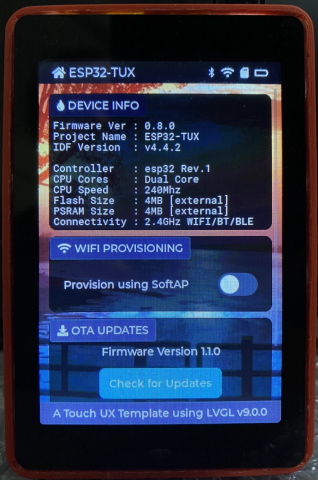 ESP32-TUX
DEVICE INFO
Firmware Ver : 0.8.0
Project Name : ESP32-TUX
IDF Version : v4.4.2
Controller : esp32 Rev.1
CPU Cores : Dual Core
CPU Speed : 240Mhz
Flash Size : 4MB [external]
PSRAM Size : 4MB [external]
Connectivity : 2.4GHz WIFI/BT/BLE
WIFI PROVISIONING
Provision using SoftAP
OTA UPDATES
Firmware Version 1.1.0
Check for Updates
A Touch UX Template using LVGL v9.0.0